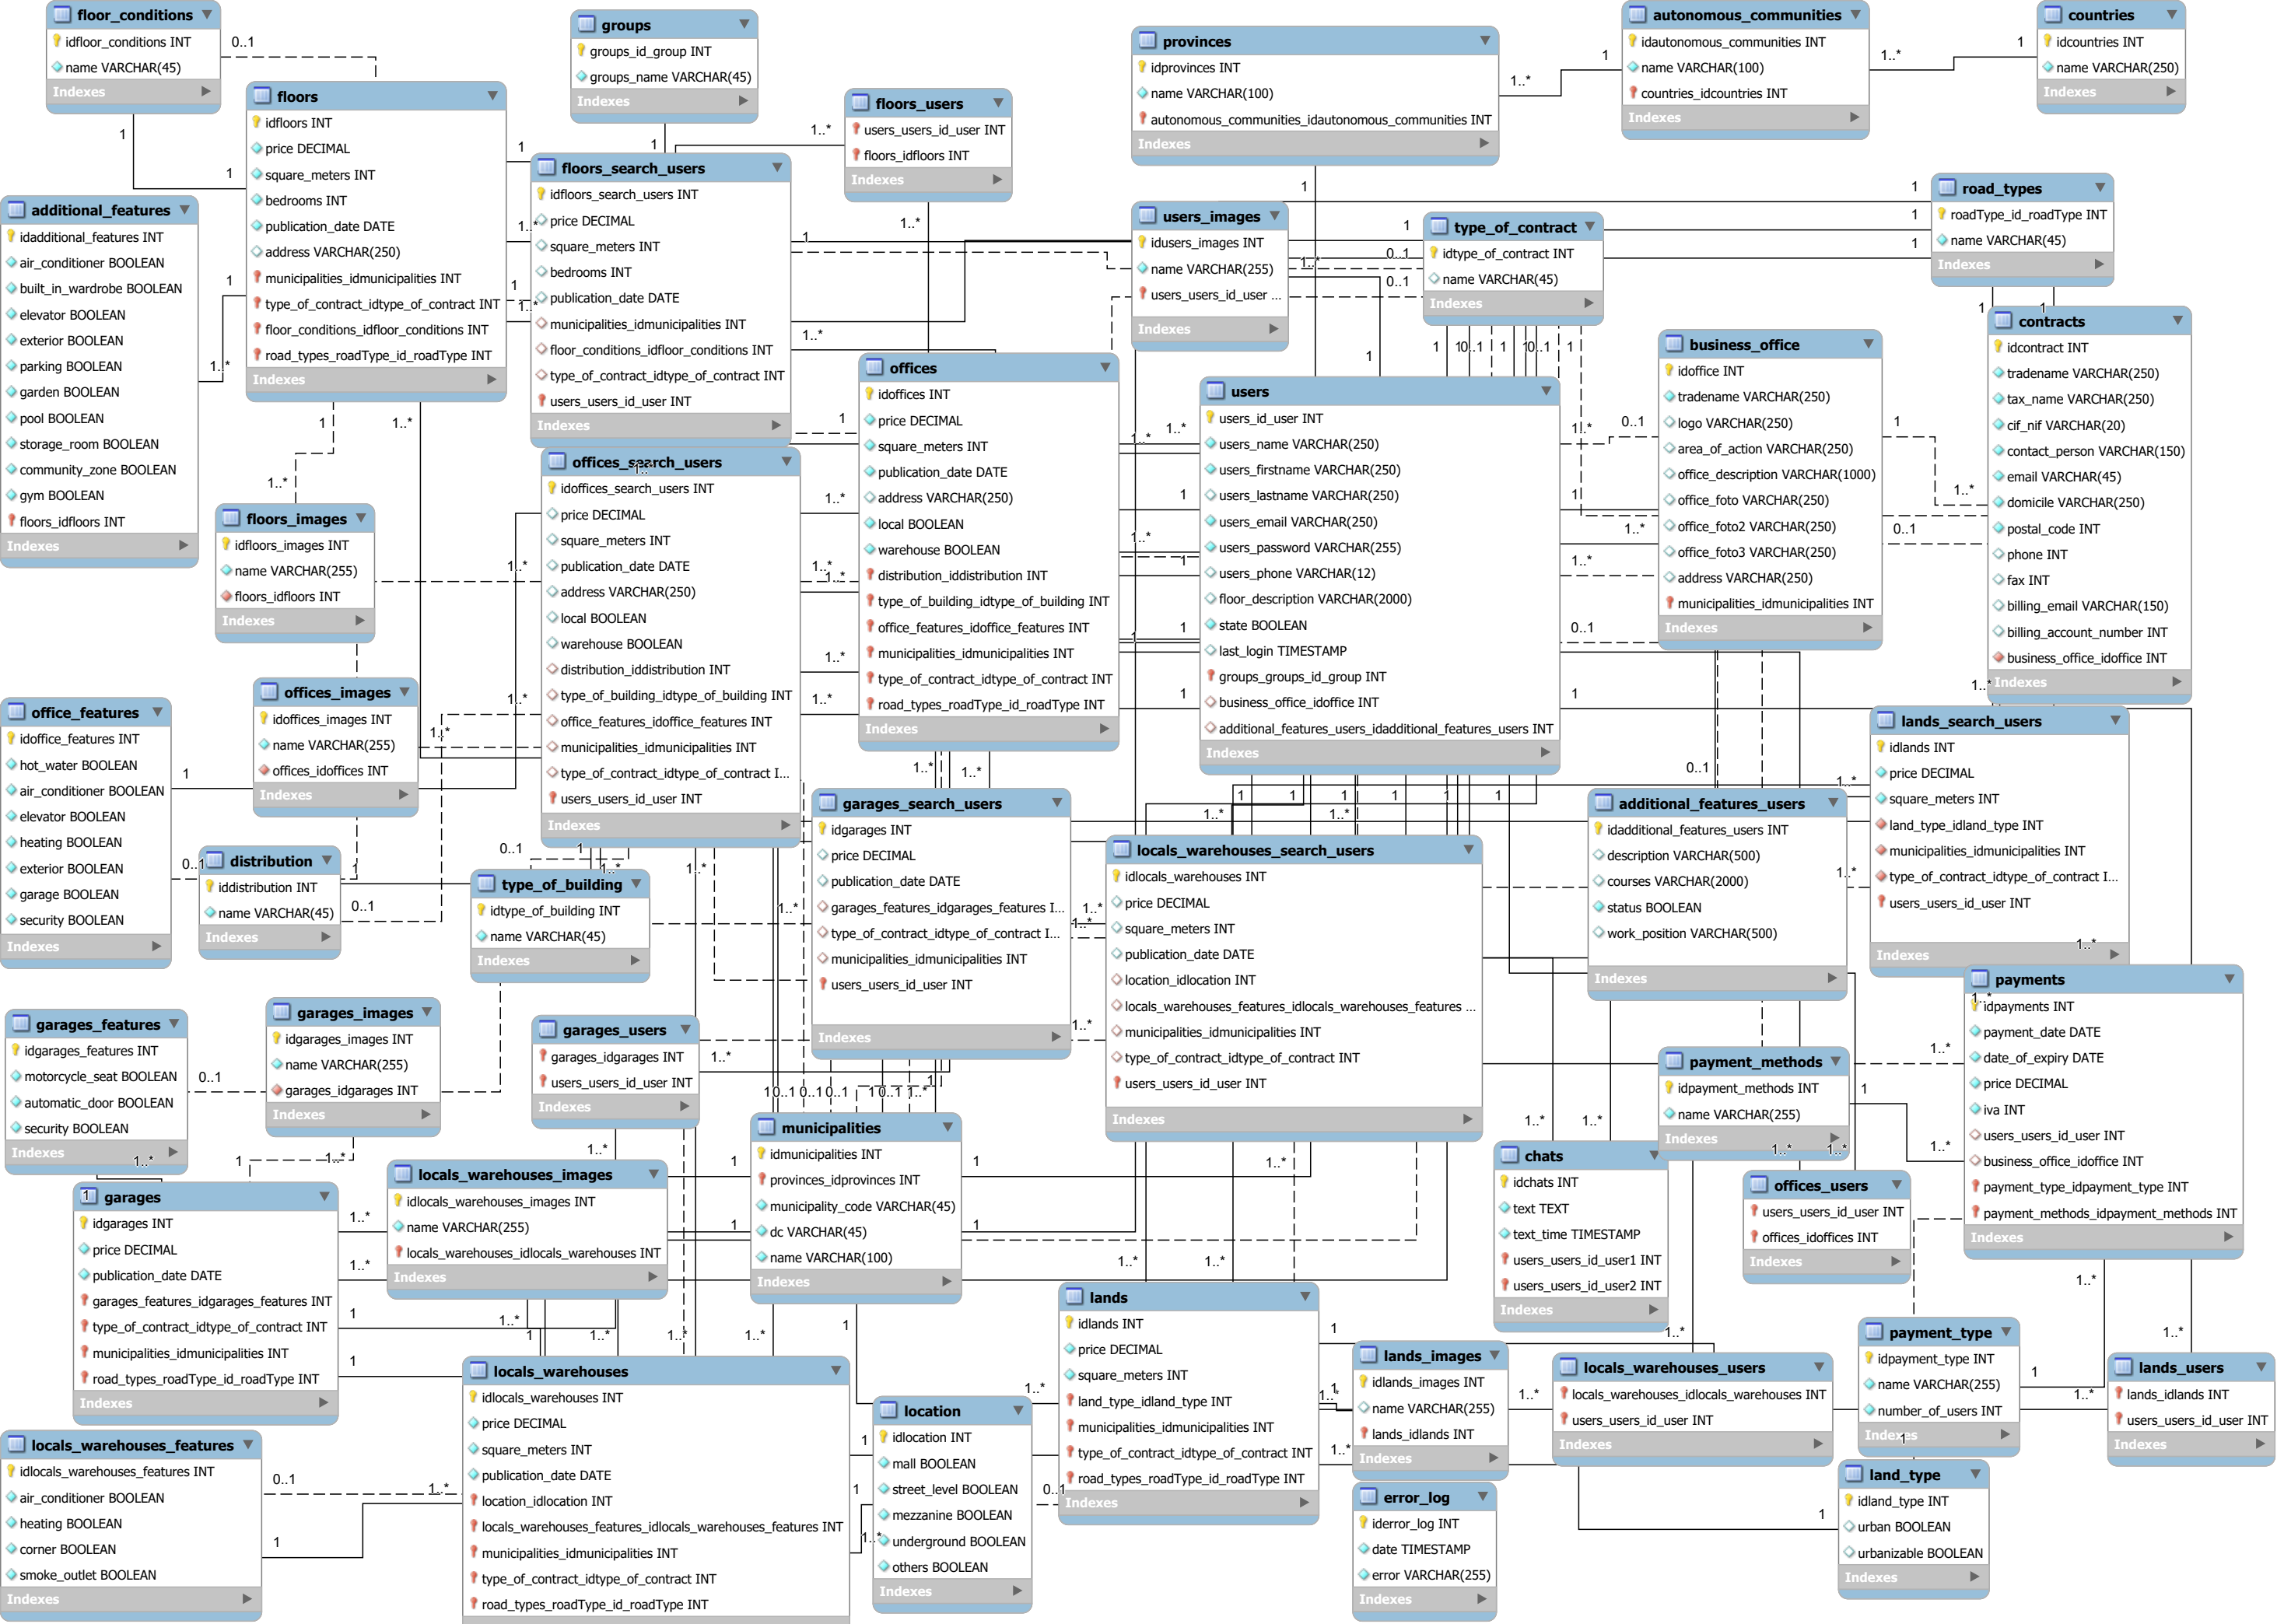 floor_conditions
idfloor_conditions INT
name VARCHAR(45)
Indexes
groups
groups_id_group INT
groups_name VARCHAR(45)
Indexes
provinces
idprovinces INT
name VARCHAR(100)
autonomous_communities_idautonomous_communities INT
Indexes
autonomous_communities
idautonomous_communities INT
name VARCHAR(100)
countries_idcountries INT
Indexes
countries
idcountries INT
name VARCHAR(250)
Indexes
floors
idfloors INT
price DECIMAL
square_meters INT
bedrooms INT
publication_date DATE
address VARCHAR(250)
municipalities_idmunicipalities INT
type_of_contract_idtype_of_contract INT
floor_conditions_idfloor_conditions INT
road_types_roadType_id_roadType INT
Indexes
floors_users
users_users_id_user INT
floors_idfloors INT
Indexes
floors_search_users
idfloors_search_users INT
price DECIMAL
square_meters INT
bedrooms INT
publication_date DATE
municipalities_idmunicipalities INT
floor_conditions_idfloor_conditions INT
type_of_contract_idtype_of_contract INT
users_users_id_user INT
Indexes
additional_features
idadditional_features INT
air_conditioner BOOLEAN
built_in_wardrobe BOOLEAN
elevator BOOLEAN
exterior BOOLEAN
parking BOOLEAN
garden BOOLEAN
pool BOOLEAN
storage_room BOOLEAN
community_zone BOOLEAN
gym BOOLEAN
floors_idfloors INT
Indexes
users_images
idusers_images INT
name VARCHAR(255)
users_users_id_user ...
Indexes
type_of_contract
idtype_of_contract INT
name VARCHAR(45)
Indexes
road_types
roadType_id_roadType INT
name VARCHAR(45)
Indexes
contracts
idcontract INT
tradename VARCHAR(250)
tax_name VARCHAR(250)
cif_nif VARCHAR(20)
contact_person VARCHAR(150)
email VARCHAR(45)
domicile VARCHAR(250)
postal_code INT
phone INT
fax INT
billing_email VARCHAR(150)
billing_account_number INT
business_office_idoffice INT
Indexes
business_office
idoffice INT
tradename VARCHAR(250)
logo VARCHAR(250)
area_of_action VARCHAR(250)
office_description VARCHAR(1000)
office_foto VARCHAR(250)
office_foto2 VARCHAR(250)
office_foto3 VARCHAR(250)
address VARCHAR(250)
municipalities_idmunicipalities INT
Indexes
offices
idoffices INT
price DECIMAL
square_meters INT
publication_date DATE
address VARCHAR(250)
local BOOLEAN
warehouse BOOLEAN
distribution_iddistribution INT
type_of_building_idtype_of_building INT
office_features_idoffice_features INT
municipalities_idmunicipalities INT
type_of_contract_idtype_of_contract INT
road_types_roadType_id_roadType INT
Indexes
users
users_id_user INT
users_name VARCHAR(250)
users_firstname VARCHAR(250)
users_lastname VARCHAR(250)
users_email VARCHAR(250)
users_password VARCHAR(255)
users_phone VARCHAR(12)
floor_description VARCHAR(2000)
state BOOLEAN
last_login TIMESTAMP
groups_groups_id_group INT
business_office_idoffice INT
additional_features_users_idadditional_features_users INT
Indexes
offices_search_users
idoffices_search_users INT
price DECIMAL
square_meters INT
publication_date DATE
address VARCHAR(250)
local BOOLEAN
warehouse BOOLEAN
distribution_iddistribution INT
type_of_building_idtype_of_building INT
office_features_idoffice_features INT
municipalities_idmunicipalities INT
type_of_contract_idtype_of_contract I...
users_users_id_user INT
Indexes
floors_images
idfloors_images INT
name VARCHAR(255)
floors_idfloors INT
Indexes
offices_images
idoffices_images INT
name VARCHAR(255)
offices_idoffices INT
Indexes
office_features
idoffice_features INT
hot_water BOOLEAN
air_conditioner BOOLEAN
elevator BOOLEAN
heating BOOLEAN
exterior BOOLEAN
garage BOOLEAN
security BOOLEAN
Indexes
distribution
iddistribution INT
name VARCHAR(45)
Indexes
type_of_building
idtype_of_building INT
name VARCHAR(45)
Indexes
garages_search_users
idgarages INT
price DECIMAL
publication_date DATE
garages_features_idgarages_features I...
type_of_contract_idtype_of_contract I...
municipalities_idmunicipalities INT
users_users_id_user INT
Indexes
locals_warehouses_search_users
idlocals_warehouses INT
price DECIMAL
square_meters INT
publication_date DATE
location_idlocation INT
locals_warehouses_features_idlocals_warehouses_features ...
municipalities_idmunicipalities INT
type_of_contract_idtype_of_contract INT
users_users_id_user INT
Indexes
additional_features_users
idadditional_features_users INT
description VARCHAR(500)
courses VARCHAR(2000)
status BOOLEAN
work_position VARCHAR(500)
Indexes
lands_search_users
idlands INT
price DECIMAL
square_meters INT
land_type_idland_type INT
municipalities_idmunicipalities INT
type_of_contract_idtype_of_contract I...
users_users_id_user INT
Indexes
payments
idpayments INT
payment_date DATE
date_of_expiry DATE
price DECIMAL
iva INT
users_users_id_user INT
business_office_idoffice INT
payment_type_idpayment_type INT
payment_methods_idpayment_methods INT
Indexes
payment_methods
idpayment_methods INT
name VARCHAR(255)
Indexes
garages_features
idgarages_features INT
motorcycle_seat BOOLEAN
automatic_door BOOLEAN
security BOOLEAN
Indexes
garages_images
idgarages_images INT
name VARCHAR(255)
garages_idgarages INT
Indexes
garages_users
garages_idgarages INT
users_users_id_user INT
Indexes
municipalities
idmunicipalities INT
provinces_idprovinces INT
municipality_code VARCHAR(45)
dc VARCHAR(45)
name VARCHAR(100)
Indexes
chats
idchats INT
text TEXT
text_time TIMESTAMP
users_users_id_user1 INT
users_users_id_user2 INT
Indexes
offices_users
users_users_id_user INT
offices_idoffices INT
Indexes
locals_warehouses_images
idlocals_warehouses_images INT
name VARCHAR(255)
locals_warehouses_idlocals_warehouses INT
Indexes
garages
idgarages INT
price DECIMAL
publication_date DATE
garages_features_idgarages_features INT
type_of_contract_idtype_of_contract INT
municipalities_idmunicipalities INT
road_types_roadType_id_roadType INT
Indexes
lands
idlands INT
price DECIMAL
square_meters INT
land_type_idland_type INT
municipalities_idmunicipalities INT
type_of_contract_idtype_of_contract INT
road_types_roadType_id_roadType INT
Indexes
lands_images
idlands_images INT
name VARCHAR(255)
lands_idlands INT
Indexes
locals_warehouses_users
locals_warehouses_idlocals_warehouses INT
users_users_id_user INT
Indexes
payment_type
idpayment_type INT
name VARCHAR(255)
number_of_users INT
Indexes
lands_users
lands_idlands INT
users_users_id_user INT
Indexes
locals_warehouses
idlocals_warehouses INT
price DECIMAL
square_meters INT
publication_date DATE
location_idlocation INT
locals_warehouses_features_idlocals_warehouses_features INT
municipalities_idmunicipalities INT
type_of_contract_idtype_of_contract INT
road_types_roadType_id_roadType INT
location
idlocation INT
mall BOOLEAN
street_level BOOLEAN
mezzanine BOOLEAN
underground BOOLEAN
others BOOLEAN
Indexes
locals_warehouses_features
idlocals_warehouses_features INT
air_conditioner BOOLEAN
heating BOOLEAN
corner BOOLEAN
smoke_outlet BOOLEAN
Indexes
error_log
iderror_log INT
date TIMESTAMP
error VARCHAR(255)
Indexes
land_type
idland_type INT
urban BOOLEAN
urbanizable BOOLEAN
Indexes